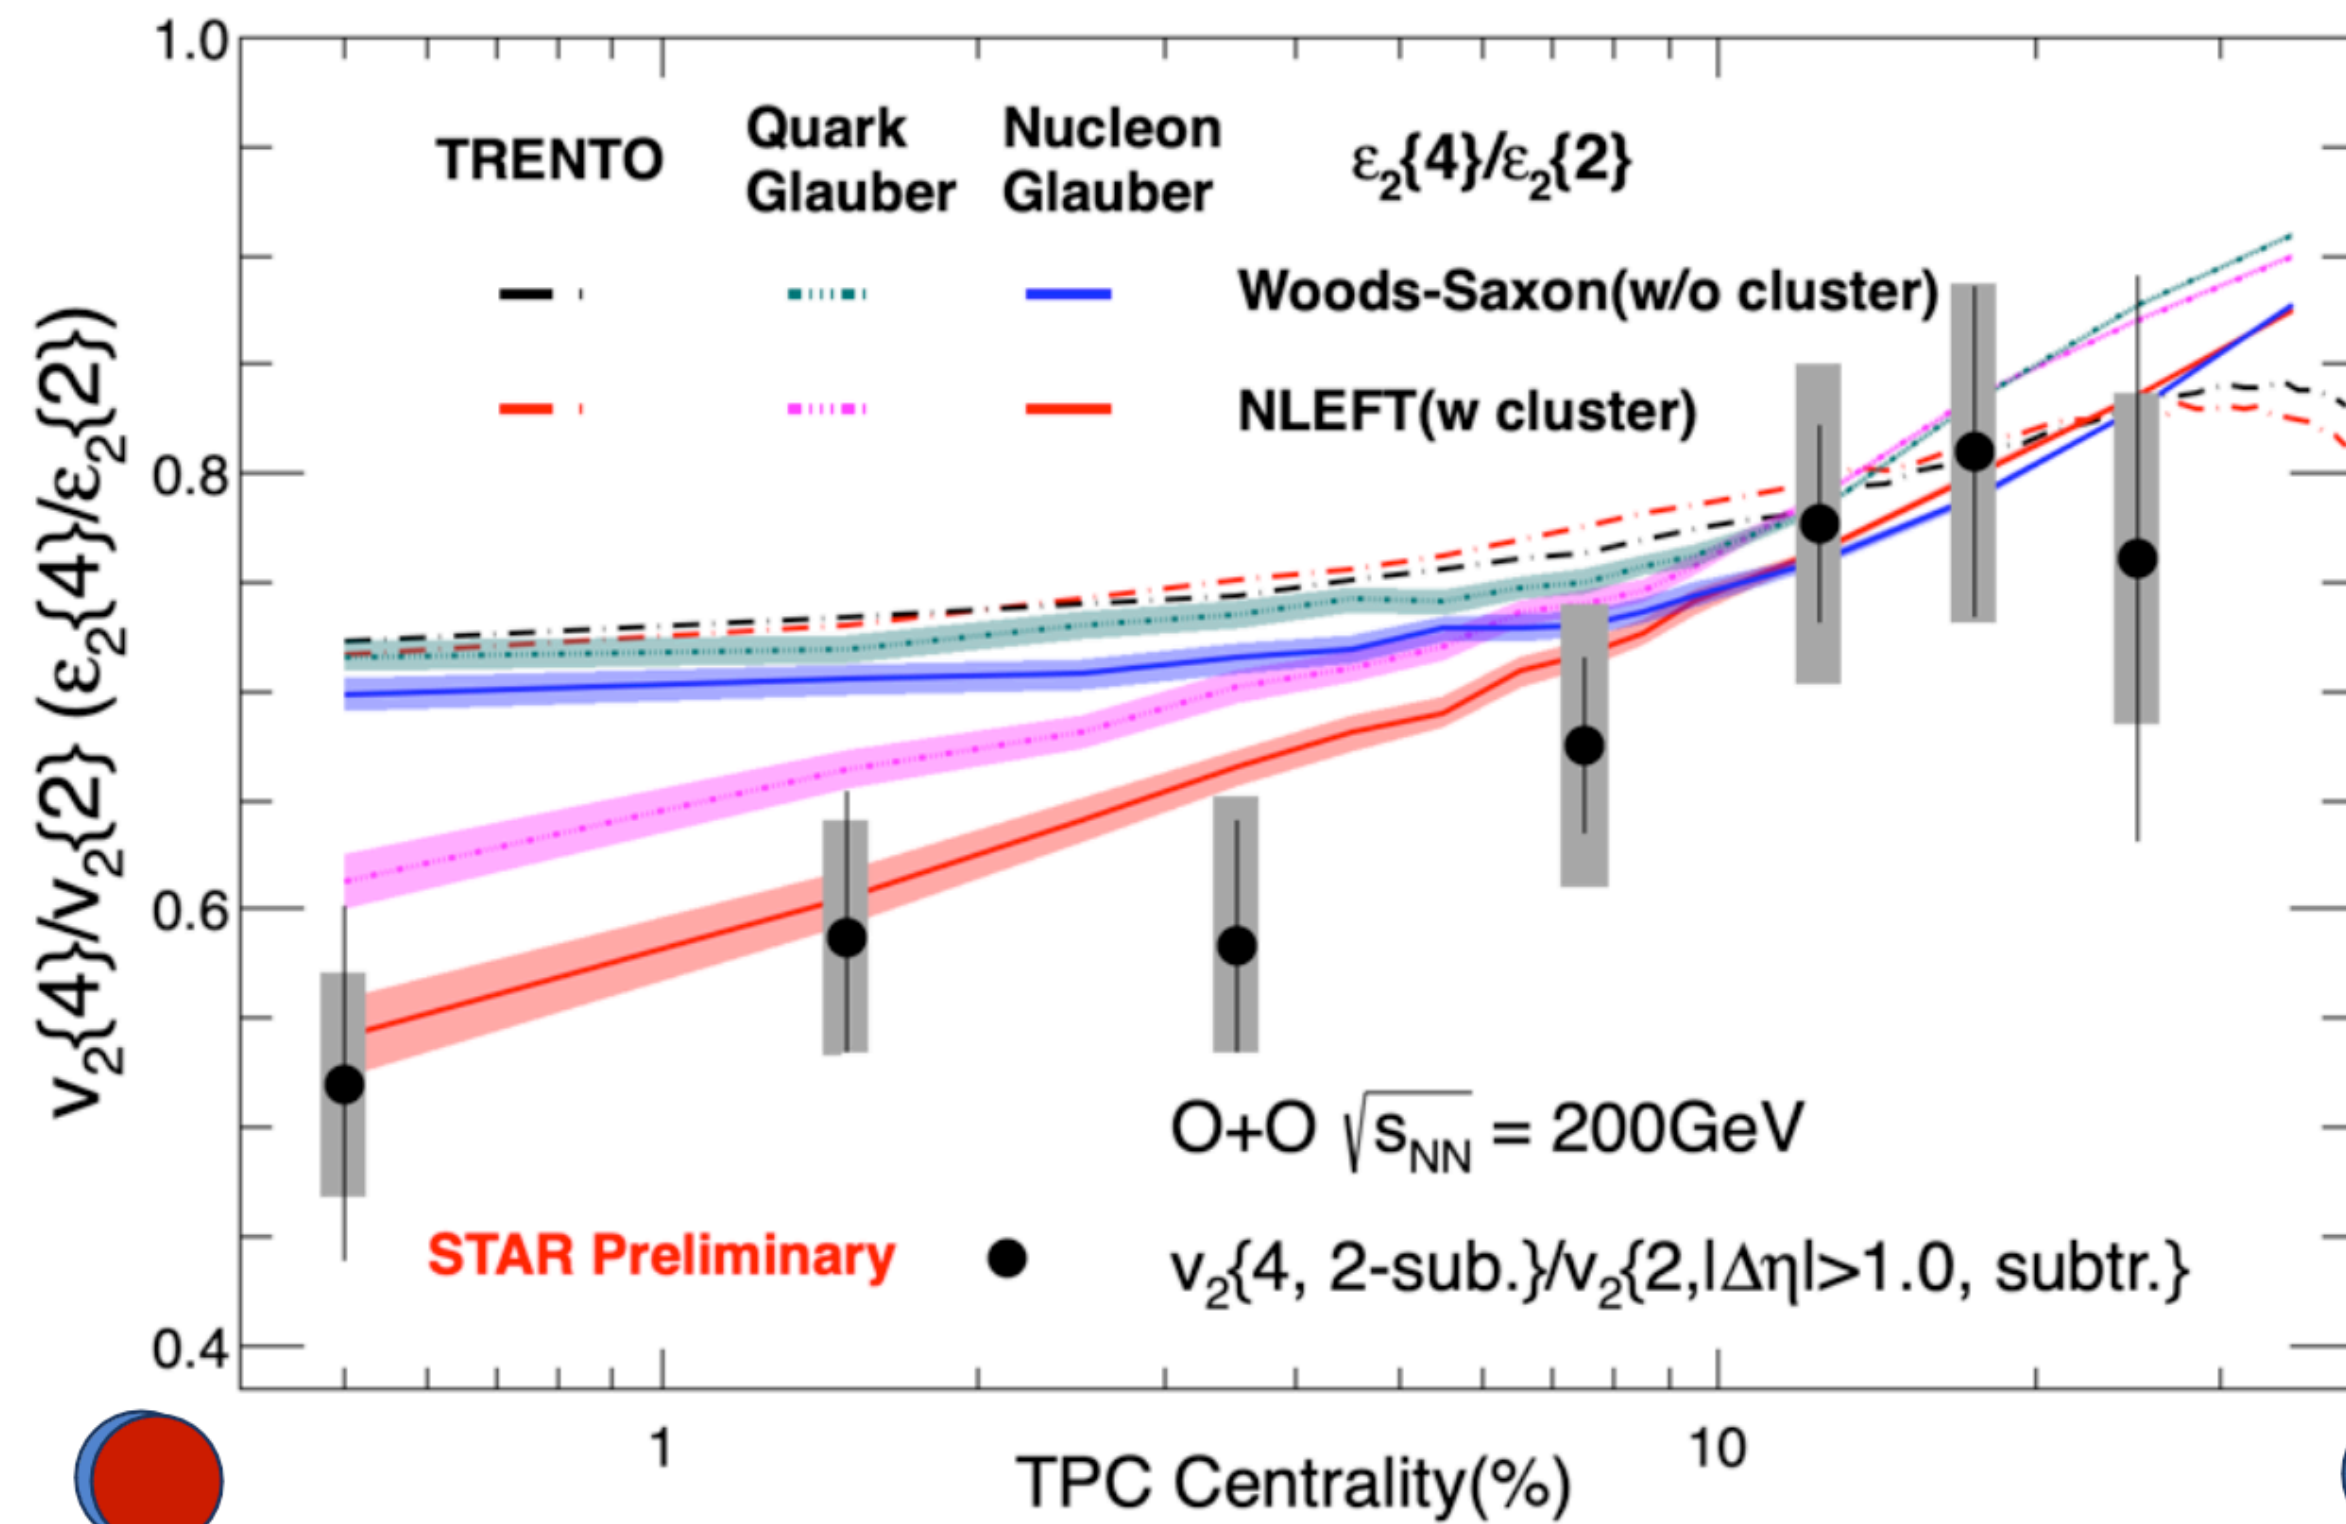 1.0
0.8
0.6
0.4
v₂{4}/v₂{2} (ε₂{4}/ε₂{2})
TRENTO
Quark Glauber
Nucleon Glauber
ε₂{4}/ε₂{2}
Woods-Saxon(w/o cluster)
NLEFT(w cluster)
O+O √sNN = 200GeV
STAR Preliminary
v₂{4, 2-sub.}/v₂{2,|Δη|>1.0, subtr.}
1
10
TPC Centrality(%)